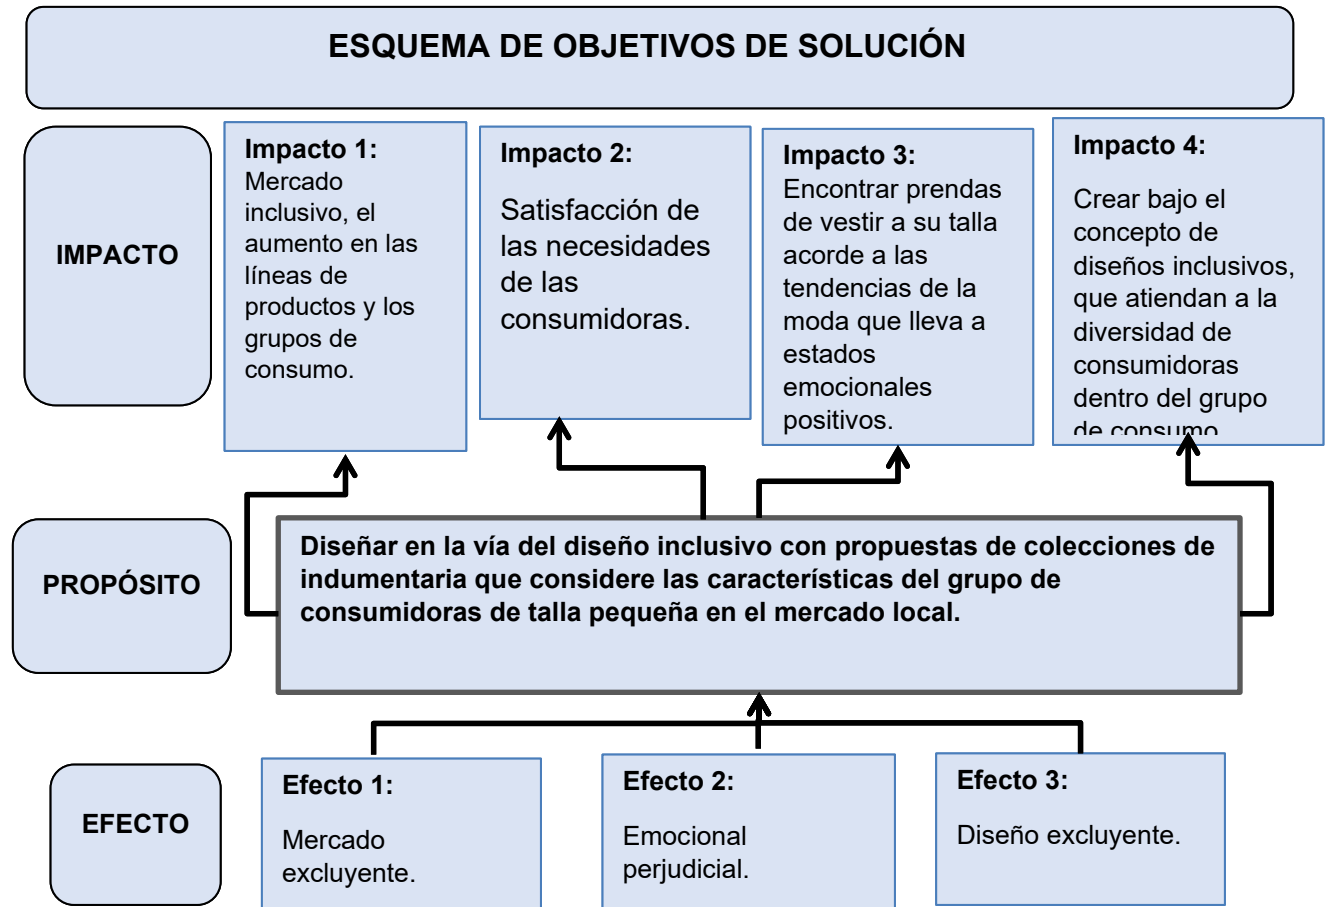 ESQUEMA DE OBJETIVOS DE SOLUCIÓN
IMPACTO
Impacto 1:
Mercado
inclusivo, el
aumento en las
líneas de
productos y los
grupos de
consumo.
Impacto 2:
Satisfacción de
las necesidades
de las
consumidoras.
Impacto 3:
Encontrar prendas
de vestir a su talla
acorde a las
tendencias de la
moda que lleva a
estados
emocionales
positivos.
Impacto 4:
Crear bajo el
concepto de
diseños inclusivos,
que atiendan a la
diversidad de
consumidoras
dentro del grupo
de consumo
PROPÓSITO
Diseñar en la vía del diseño inclusivo con propuestas de colecciones de
indumentaria que considere las características del grupo de
consumidoras de talla pequeña en el mercado local.
EFECTO
Efecto 1:
Mercado
excluyente.
Efecto 2:
Emocional
perjudicial.
Efecto 3:
Diseño excluyente.